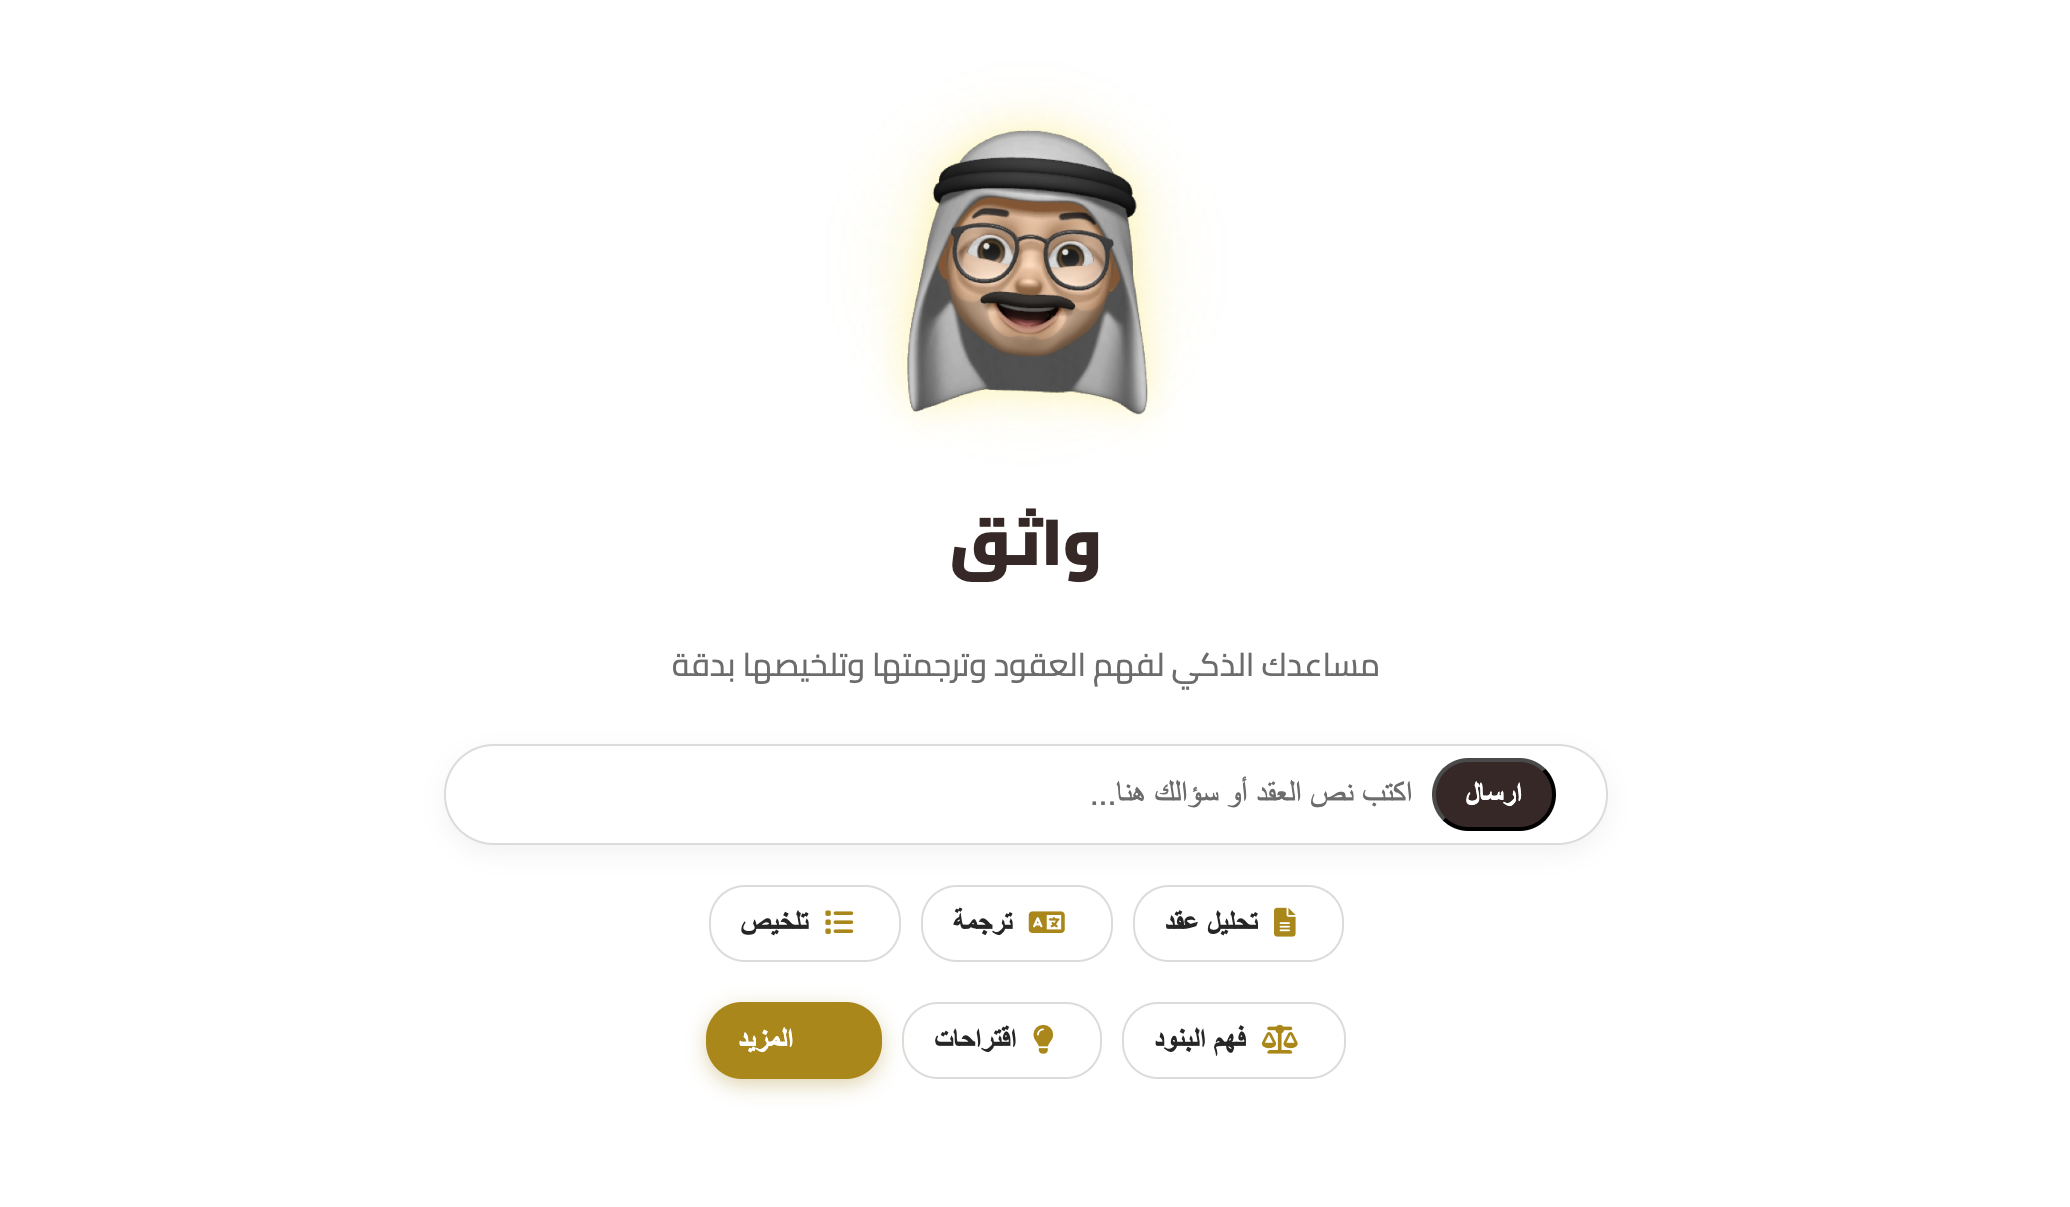 واثق
مساعدك الذكي لفهم العقود وترجمتها وتلخيصها بدقة
ارسال اكتب نص العقد أو سؤالك هنا...
تحليل عقد ترجمة تلخيص
فهم البنود اقتراحات المزيد